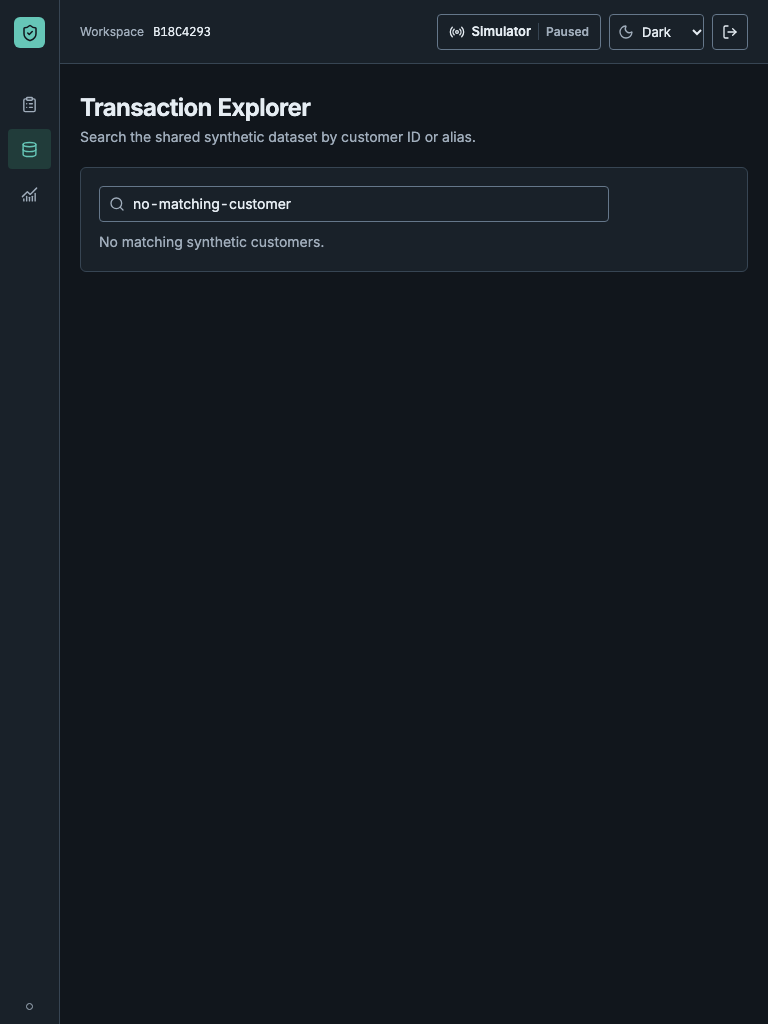 Workspace B18C4293
Simulator Paused
Dark
Transaction Explorer
Search the shared synthetic dataset by customer ID or alias.
no-matching-customer
No matching synthetic customers.